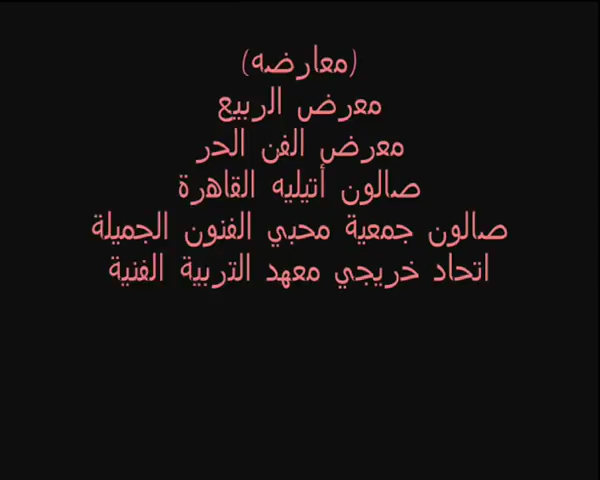 (معارضه)
معرض الربيع
معرض الفن الحر
صالون أتيليه القاهرة
صالون جمعية محبي الفنون الجميلة
اتحاد خريجي معهد التربية الفنية